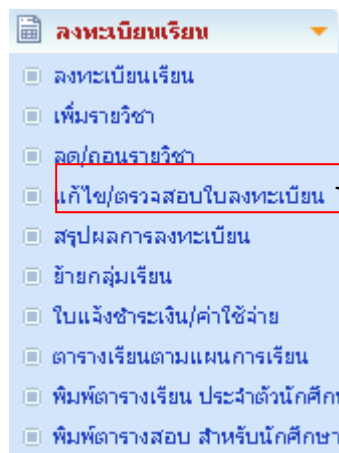 ลงทะเบียนเรียน
ลงทะเบียนเรียน
เพิ่มรายวิชา
ลด/ถอนรายวิชา
แก้ไข/ตรวจสอบใบลงทะเบียน
สรุปผลการลงทะเบียน
ย้ายกลุ่มเรียน
ใบแจ้งชำระเงิน/ค่าใช้จ่าย
ตารางเรียนตามแผนการเรียน
พิมพ์ตารางเรียน ประจำตัวนักศึก
พิมพ์ตารางสอบ สำหรับนักศึกษา